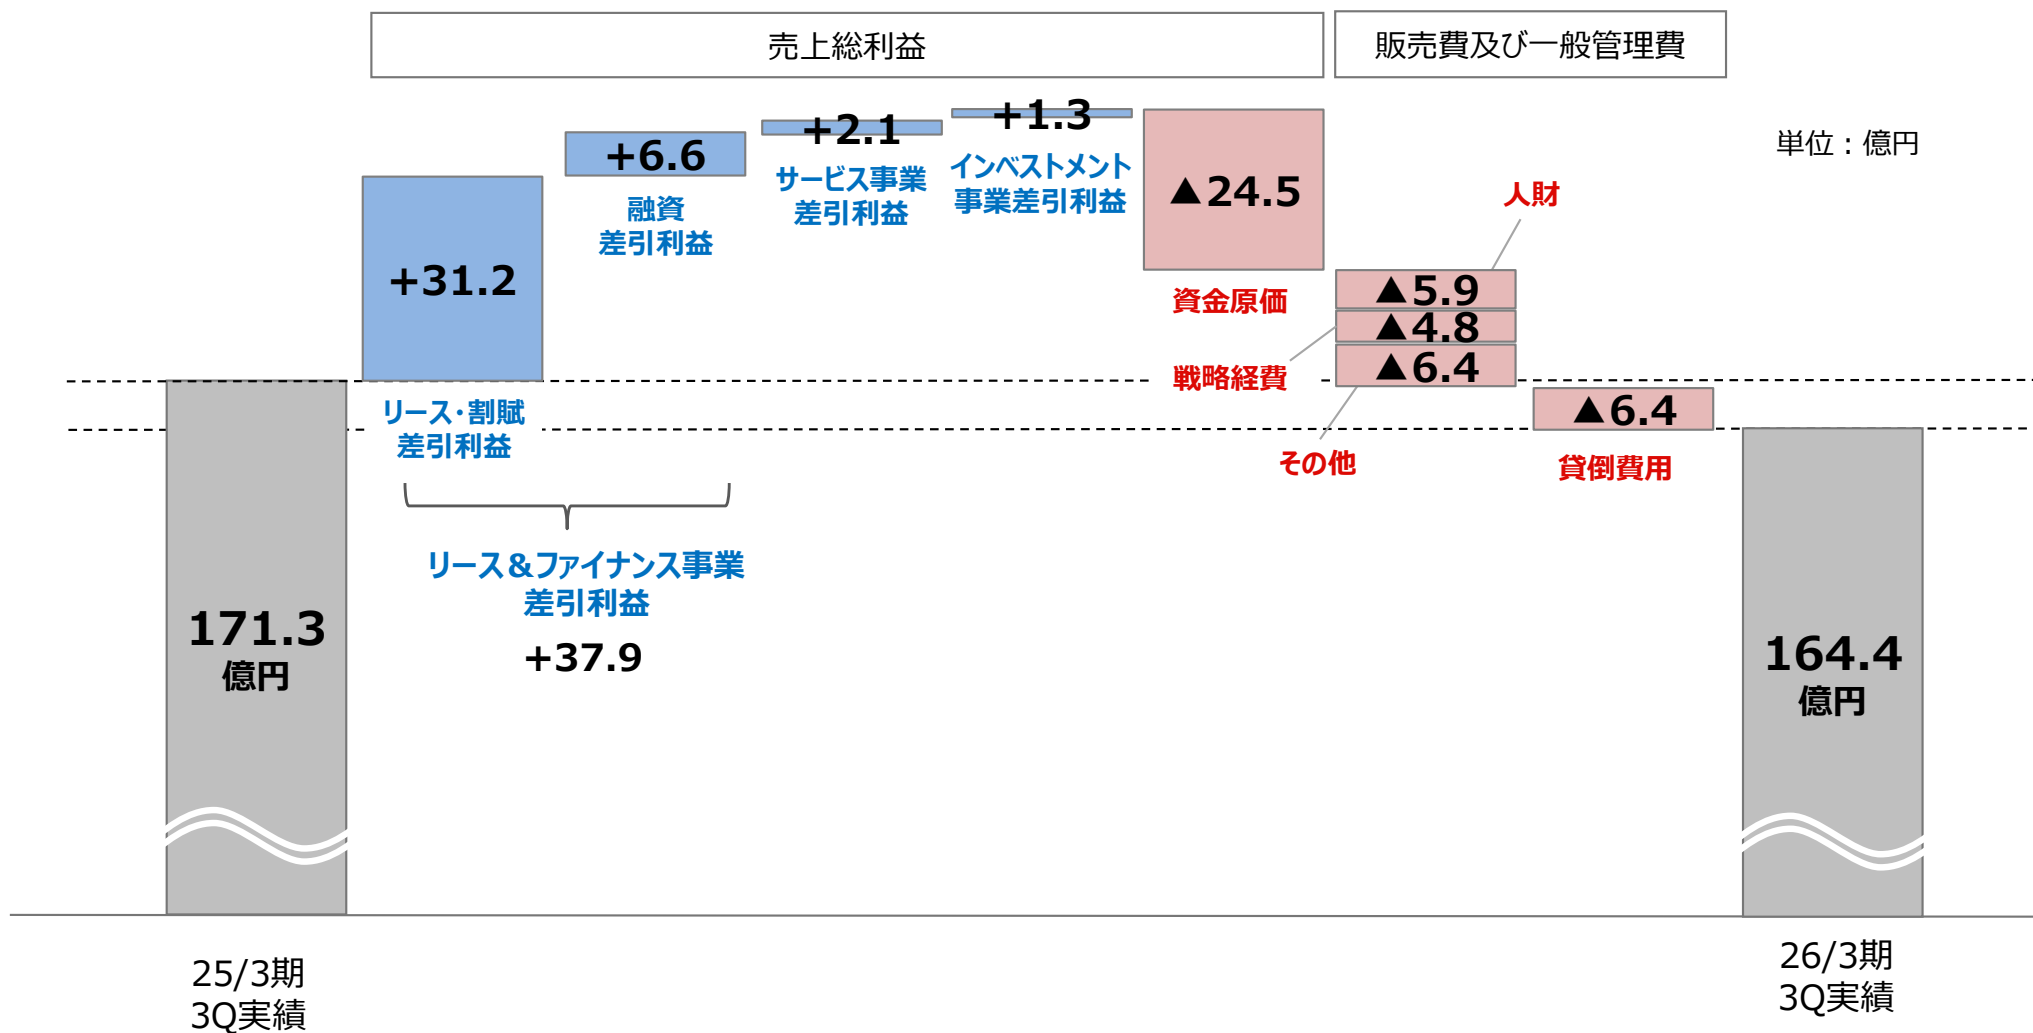 売上総利益
販売費及び一般管理費
単位：億円
+31.2
リース・割賦
差引利益
+6.6
融資
差引利益
+2.1
サービス事業
差引利益
+1.3
インベストメント
事業差引利益
▲24.5
資金原価
人財
▲5.9
▲4.8
▲6.4
戦略経費
その他
▲6.4
貸倒費用
リース＆ファイナンス事業
差引利益
+37.9
171.3
億円
164.4
億円
25/3期
3Q実績
26/3期
3Q実績